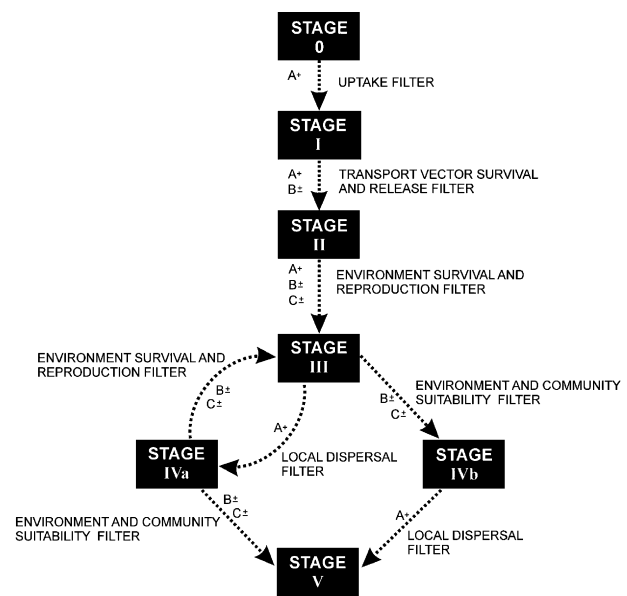 STAGE
0
A+
UPTAKE FILTER
STAGE
I
A+
B±
TRANSPORT VECTOR SURVIVAL
AND RELEASE FILTER
STAGE
II
A+
B±
C±
ENVIRONMENT SURVIVAL AND
REPRODUCTION FILTER
STAGE
III
ENVIRONMENT SURVIVAL AND
REPRODUCTION FILTER
B±
C±
A+
LOCAL DISPERSAL
FILTER
B±
C±
ENVIRONMENT AND COMMUNITY
SUITABILITY FILTER
STAGE
IVa
STAGE
IVb
B±
C±
ENVIRONMENT AND COMMUNITY
SUITABILITY FILTER
A+
LOCAL DISPERSAL
FILTER
STAGE
V